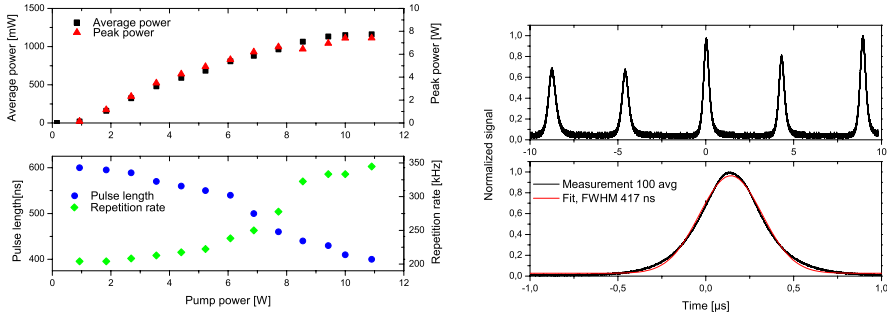 1500
1000
500
0
Average power [mW]
Average power
Peak power
10
8
6
4
2
0
Peak power [W]
0 2 4 6 8 10 12
600
500
400
Pulse length[ns]
Pulse length
Repetition rate
350
300
250
200
Repetition rate [kHz]
0 2 4 6 8 10 12
Pump power [W]
Normalized signal
1,0
0,8
0,6
0,4
0,2
0,0
-10 -5 0 5 10
1,0
0,8
0,6
0,4
0,2
0,0
Measurement 100 avg
Fit, FWHM 417 ns
-1,0 -0,5 0,0 0,5 1,0
Time [µs]